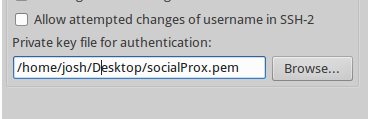 Allow attempted changes of username in SSH-2
Private key file for authentication:
/home/josh/Desktop/socialProx.pem
Browse...